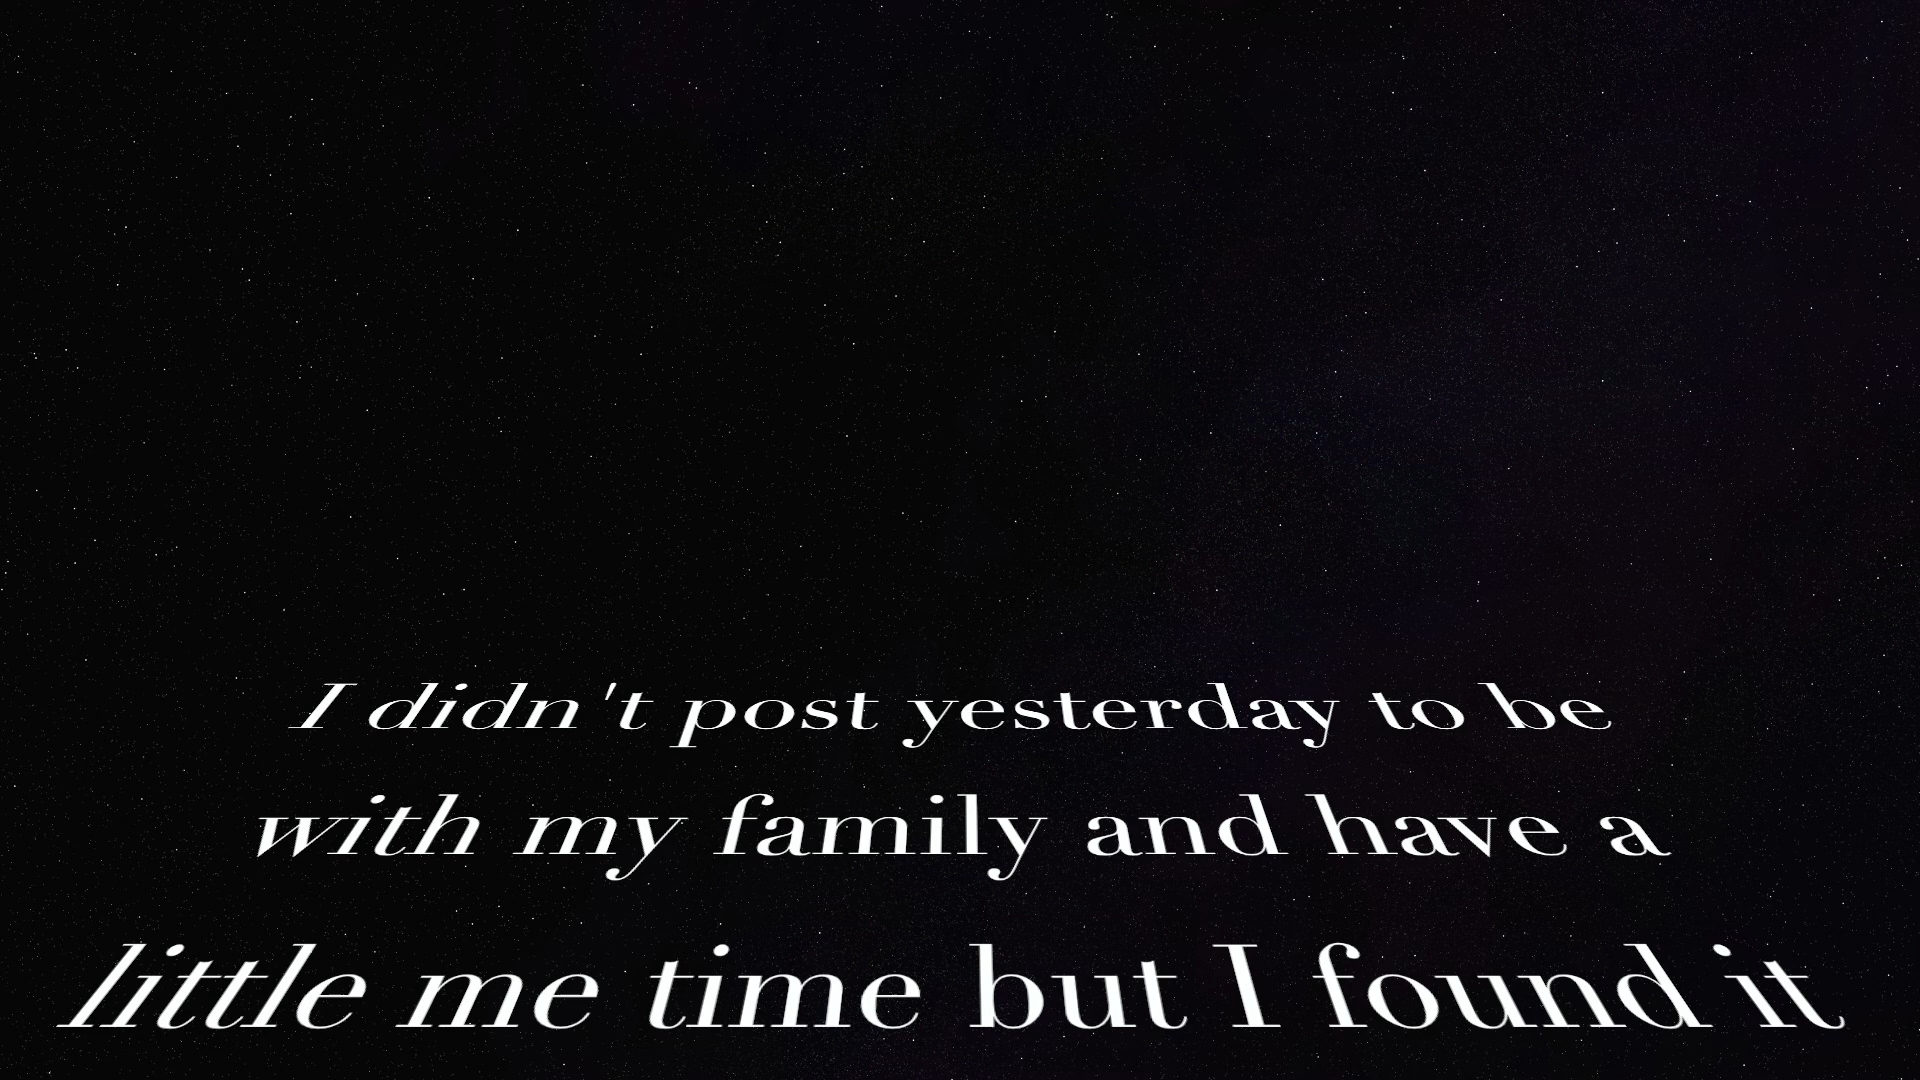 I didn't post yesterday to be
with my family and have a
little me time but I found it